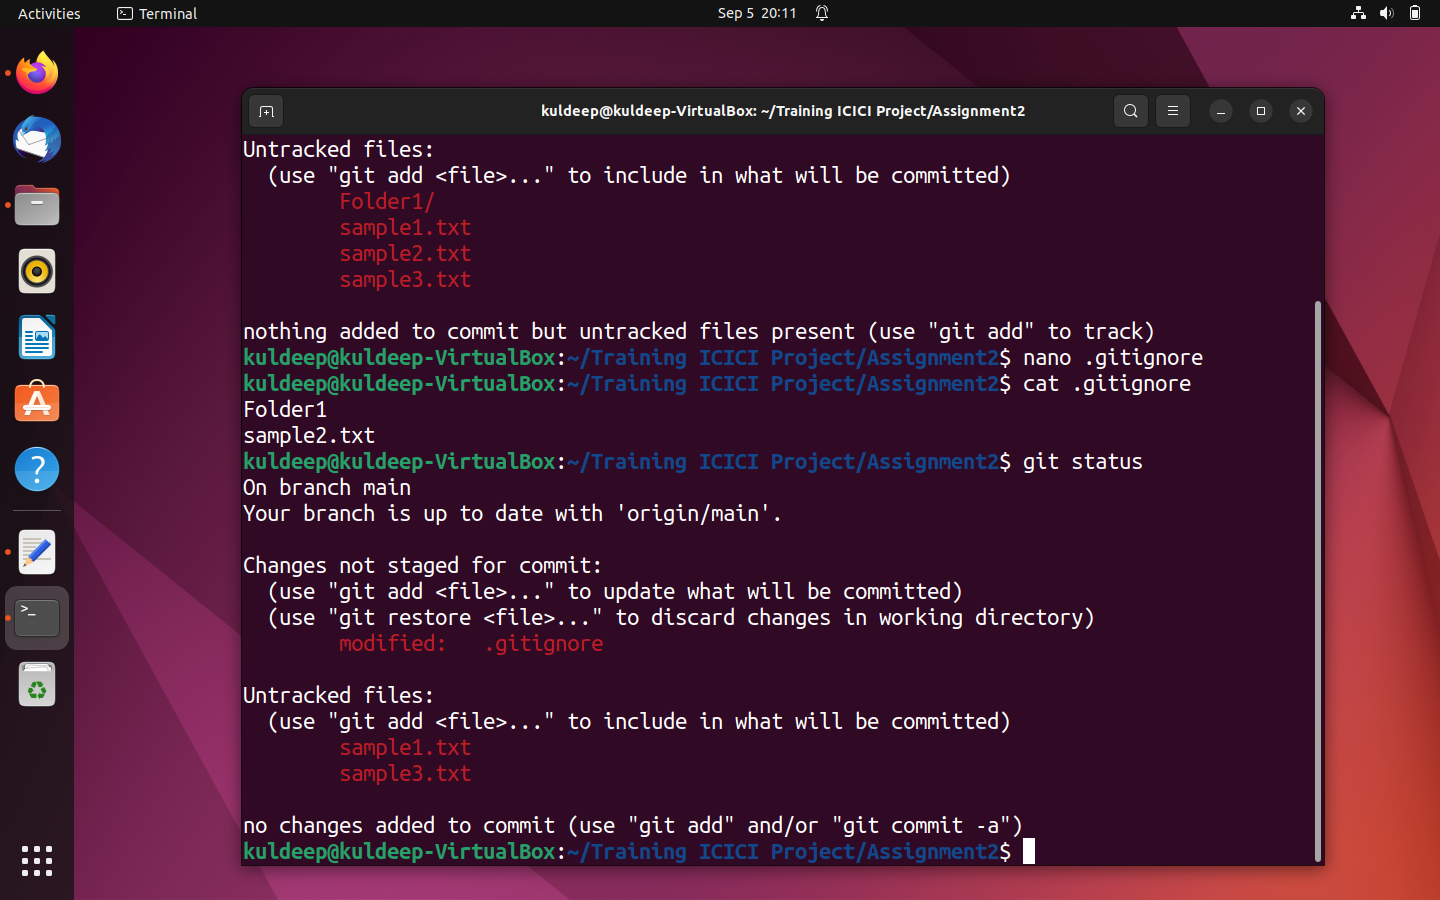 Activities
Terminal
Sep 5 20:11
kuldeep@kuldeep-VirtualBox: ~/Training ICICI Project/Assignment2
Untracked files:
(use "git add <file>..." to include in what will be committed)
Folder1/
sample1.txt
sample2.txt
sample3.txt
nothing added to commit but untracked files present (use "git add" to track)
kuldeep@kuldeep-VirtualBox:~/Training ICICI Project/Assignment2$ nano .gitignore
kuldeep@kuldeep-VirtualBox:~/Training ICICI Project/Assignment2$ cat .gitignore
Folder1
sample2.txt
kuldeep@kuldeep-VirtualBox:~/Training ICICI Project/Assignment2$ git status
On branch main
Your branch is up to date with 'origin/main'.
Changes not staged for commit:
(use "git add <file>..." to update what will be committed)
(use "git restore <file>..." to discard changes in working directory)
modified:   .gitignore
Untracked files:
(use "git add <file>..." to include in what will be committed)
sample1.txt
sample3.txt
no changes added to commit (use "git add" and/or "git commit -a")
kuldeep@kuldeep-VirtualBox:~/Training ICICI Project/Assignment2$